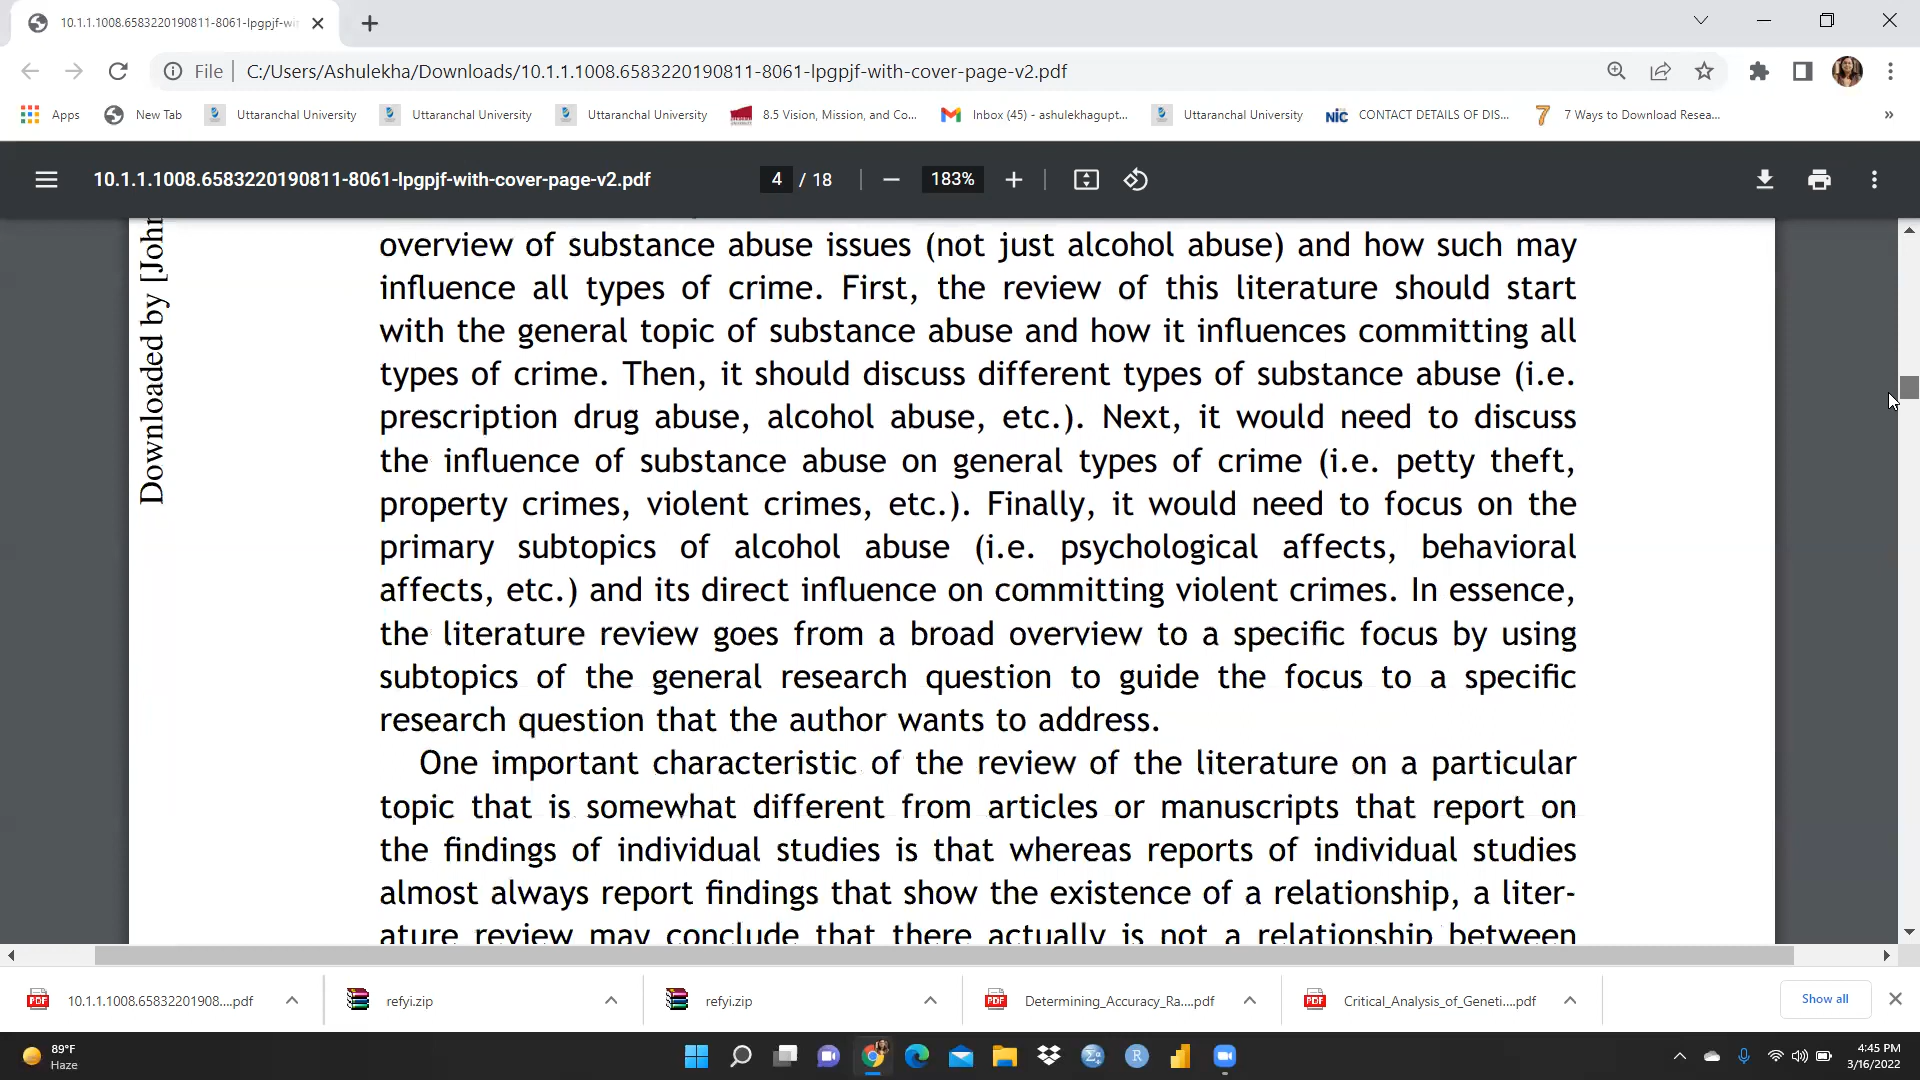 10.1.1.1008.6583220190811-8061-lpgpjf-wi
File
C:/Users/Ashulekha/Downloads/10.1.1.1008.6583220190811-8061-lpgpjf-with-cover-page-v2.pdf
Apps
New Tab
Uttaranchal University
Uttaranchal University
Uttaranchal University
8.5 Vision, Mission, and Co...
Inbox (45) - ashulekhagupt...
Uttaranchal University
NIC
CONTACT DETAILS OF DIS...
7
7 Ways to Download Resea...
»
10.1.1.1008.6583220190811-8061-lpgpjf-with-cover-page-v2.pdf
4 / 18
183%
Downloaded by [John
overview of substance abuse issues (not just alcohol abuse) and how such may
influence all types of crime. First, the review of this literature should start
with the general topic of substance abuse and how it influences committing all
types of crime. Then, it should discuss different types of substance abuse (i.e.
prescription drug abuse, alcohol abuse, etc.). Next, it would need to discuss
the influence of substance abuse on general types of crime (i.e. petty theft,
property crimes, violent crimes, etc.). Finally, it would need to focus on the
primary subtopics of alcohol abuse (i.e. psychological affects, behavioral
affects, etc.) and its direct influence on committing violent crimes. In essence,
the literature review goes from a broad overview to a specific focus by using
subtopics of the general research question to guide the focus to a specific
research question that the author wants to address.
One important characteristic of the review of the literature on a particular
topic that is somewhat different from articles or manuscripts that report on
the findings of individual studies is that whereas reports of individual studies
almost always report findings that show the existence of a relationship, a liter-
ature review may conclude that there actually is not a relationship between
PDF
10.1.1.1008.65832201908....pdf
refyi.zip
refyi.zip
PDF
Determining_Accuracy_Ra....pdf
PDF
Critical_Analysis_of_Geneti....pdf
Show all
89°F
Haze
R
4:45 PM
3/16/2022